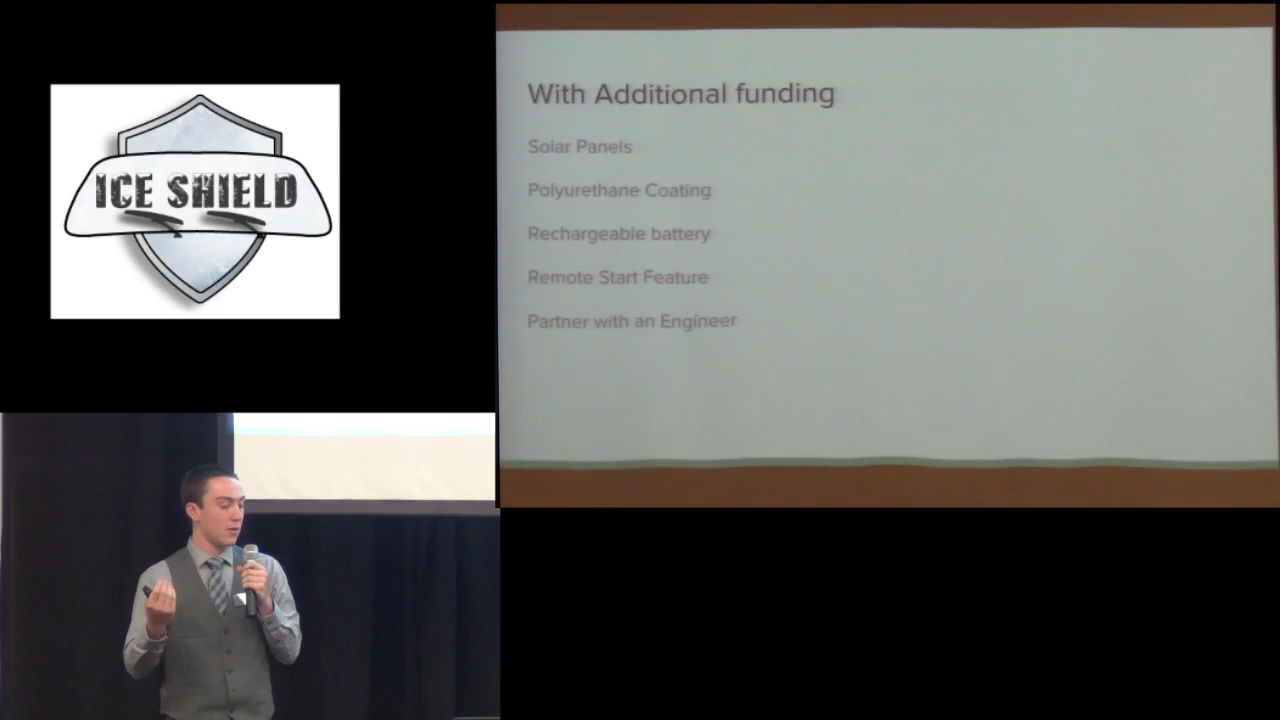 ICE SHIELD
With Additional funding
Solar Panels
Polyurethane Coating
Rechargeable battery
Remote Start Feature
Partner with an Engineer